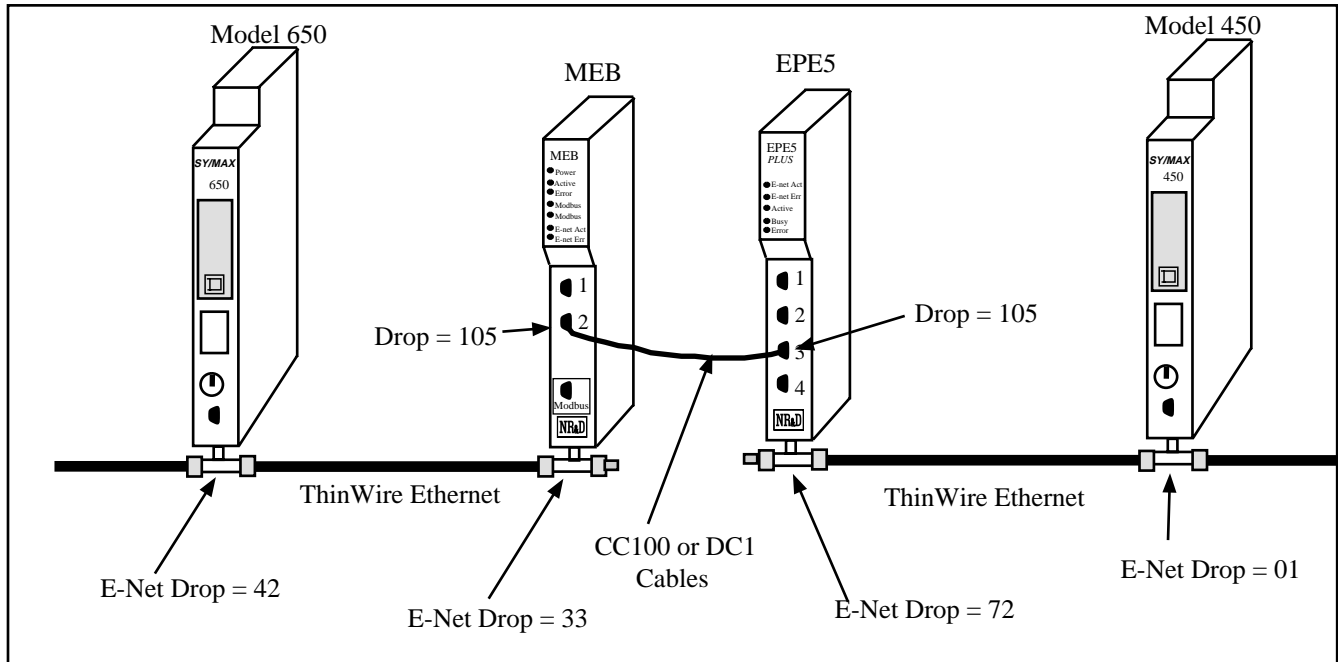 Model 650
MEB
EPE5
Model 450
SY/MAX
650
MEB
Power
Active
Error
Modbus
Modbus
E-net Act
E-net Err
1
2
Modbus
NR&D
EPE5
PLUS
E-net Act
E-net Err
Active
Busy
Error
1
2
3
4
NR&D
SY/MAX
450
Drop = 105
Drop = 105
ThinWire Ethernet
ThinWire Ethernet
CC100 or DC1
Cables
E-Net Drop = 42
E-Net Drop = 33
E-Net Drop = 72
E-Net Drop = 01